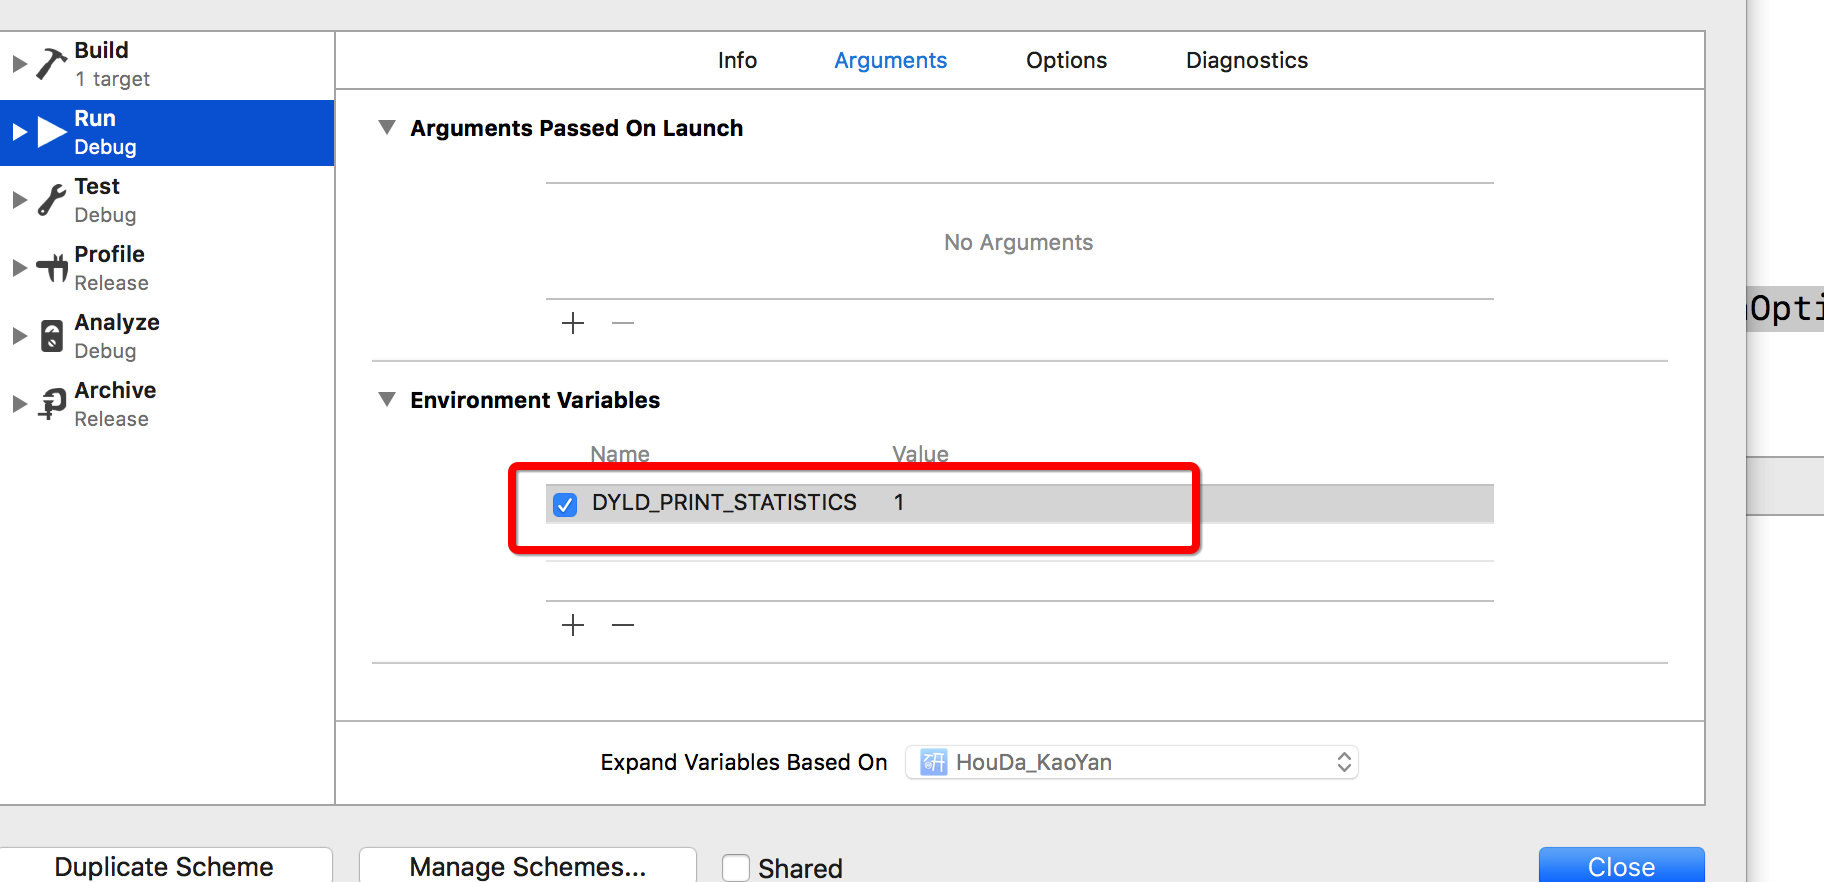 Build
1 target
Run
Debug
Test
Debug
Profile
Release
Analyze
Debug
Archive
Release
Info Arguments Options Diagnostics
Arguments Passed On Launch
No Arguments
Environment Variables
Name Value
DYLD_PRINT_STATISTICS 1
Expand Variables Based On 研 HouDa_KaoYan
Opti
Duplicate Scheme Manage Schemes... Shared Close